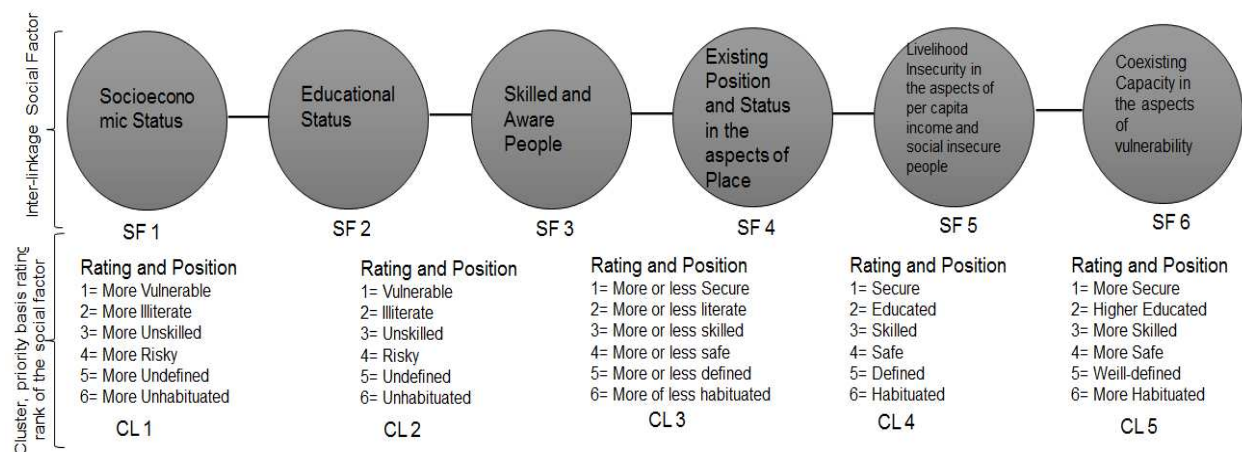 Inter-linkage Social Factor
Socioecono
mic Status
Educational
Status
Skilled and
Aware
People
Existing
Position
and Status
in the
aspects of
Place
Livelihood
Insecurity in
the aspects of
per capita
income and
social insecure
people
Coexisting
Capacity in
the aspects
of
vulnerability
SF 1
SF 2
SF 3
SF 4
SF 5
SF 6
Cluster, priority basis rating
rank of the social factor
Rating and Position
1= More Vulnerable
2= More Illiterate
3= More Unskilled
4= More Risky
5= More Undefined
6= More Unhabituated
CL 1
Rating and Position
1= Vulnerable
2= Illiterate
3= Unskilled
4= Risky
5= Undefined
6= Unhabituated
CL 2
Rating and Position
1= More or less Secure
2= More or less literate
3= More or less skilled
4= More or less safe
5= More or less defined
6= More of less habituated
CL 3
Rating and Position
1= Secure
2= Educated
3= Skilled
4= Safe
5= Defined
6= Habituated
CL 4
Rating and Position
1= More Secure
2= Higher Educated
3= More Skilled
4= More Safe
5= Weill-defined
6= More Habituated
CL 5